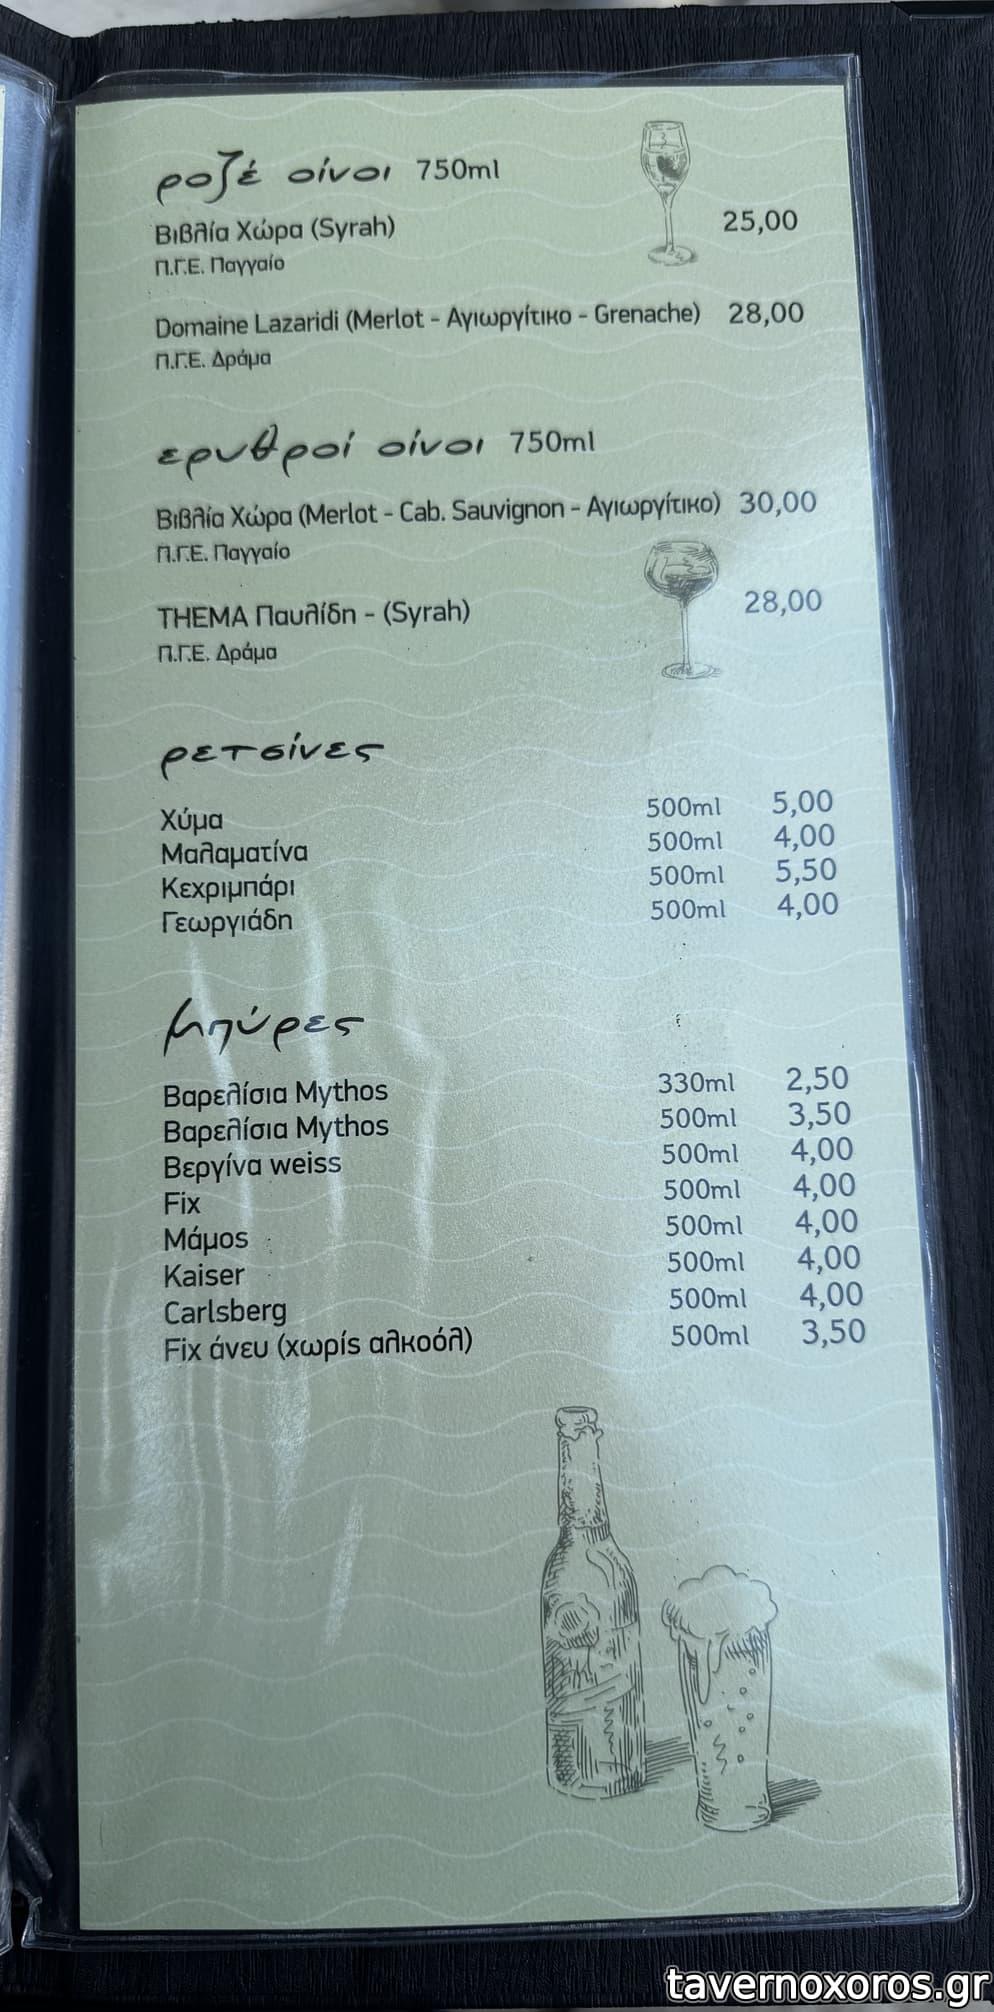 ροζέ οίνοι 750ml
Βιβλία Χώρα (Syrah) 25,00
Π.Γ.Ε. Παγγαίο
Domaine Lazaridi (Merlot - Αγιωργίτικο - Grenache) 28,00
Π.Γ.Ε. Δράμα
ερυθροί οίνοι 750ml
Βιβλία Χώρα (Merlot - Cab. Sauvignon - Αγιωργίτικο) 30,00
Π.Γ.Ε. Παγγαίο
THEMA Παυλίδη - (Syrah) 28,00
Π.Γ.Ε. Δράμα
ρετσίνες
Χύμα 500ml 5,00
Μαλαματίνα 500ml 4,00
Κεχριμπάρι 500ml 5,50
Γεωργιάδη 500ml 4,00
μπύρες
Βαρελίσια Mythos 330ml 2,50
Βαρελίσια Mythos 500ml 3,50
Βεργίνα weiss 500ml 4,00
Fix 500ml 4,00
Μάμος 500ml 4,00
Kaiser 500ml 4,00
Carlsberg 500ml 4,00
Fix άνευ (χωρίς αλκοόλ) 500ml 3,50
tavernoxoros.gr